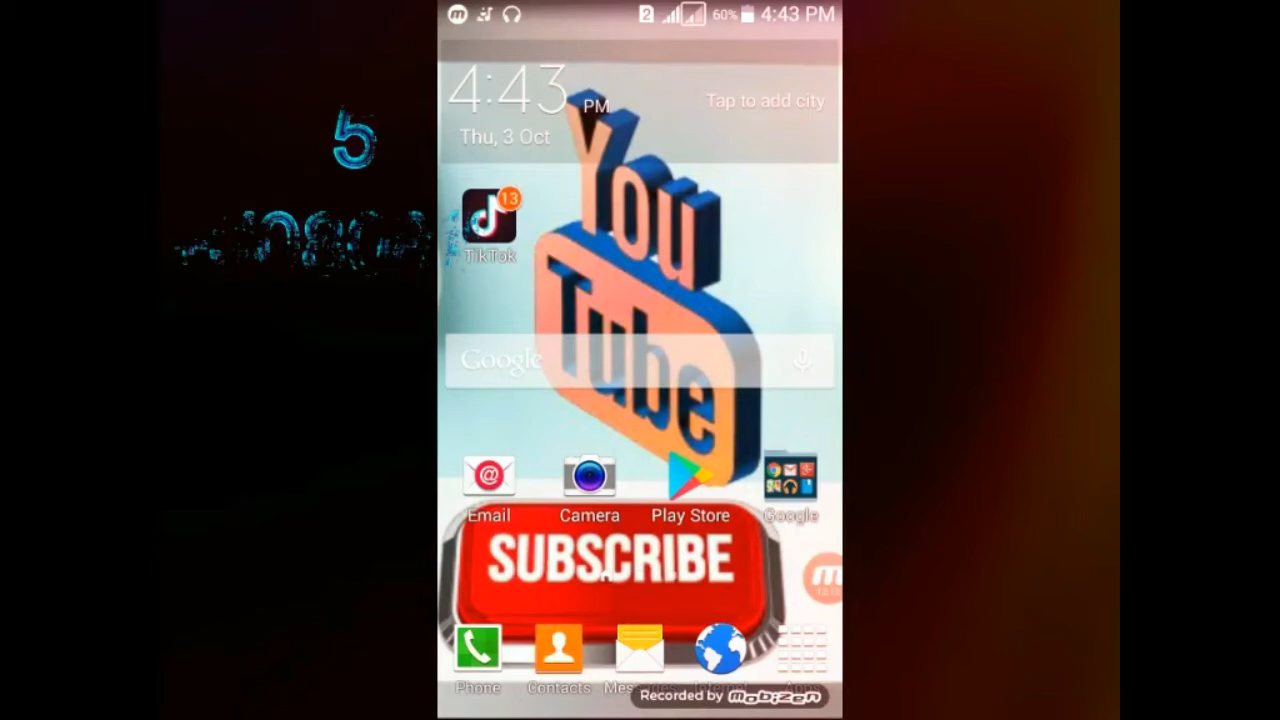 2 60% 4:43 PM
4:43 PM
Tap to add city
Thu, 3 Oct
5
You
13
TikTok
Tube
Google
@
Email
Camera
Play Store
Google
SUBSCRIBE
Phone
Contacts
Apps
Recorded by mobizen